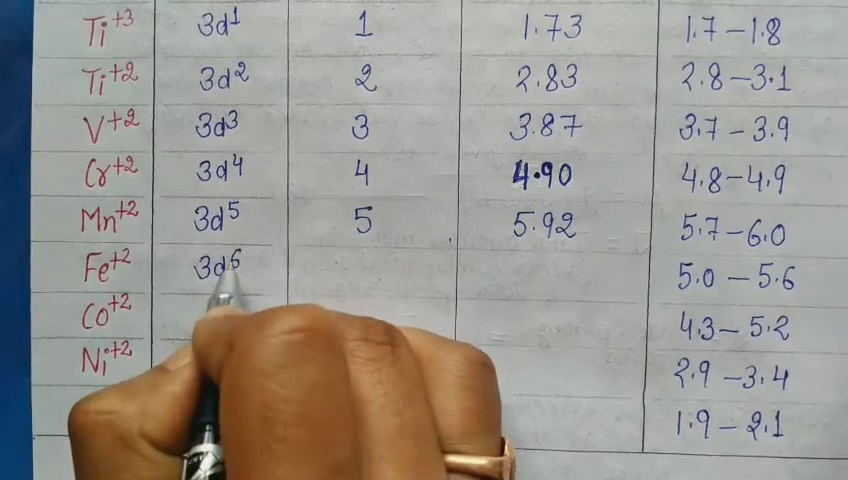 Ti+3 3d1 1 1.73 1.7-1.8
Ti+2 3d2 2 2.83 2.8-3.1
V+2 3d3 3 3.87 3.7-3.9
Cr+2 3d4 4 4.90 4.8-4.9
Mn+2 3d5 5 5.92 5.7-6.0
Fe+2 3d6 5.0-5.6
Co+2 4.3-5.2
Ni+2 2.9-3.4
1.9-2.1